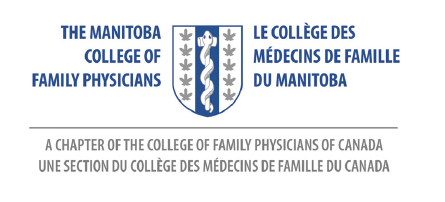 THE MANITOBA
COLLEGE OF
FAMILY PHYSICIANS
LE COLLÈGE DES
MÉDECINS DE FAMILLE
DU MANITOBA
A CHAPTER OF THE COLLEGE OF FAMILY PHYSICIANS OF CANADA
UNE SECTION DU COLLÈGE DES MÉDECINS DE FAMILLE DU CANADA